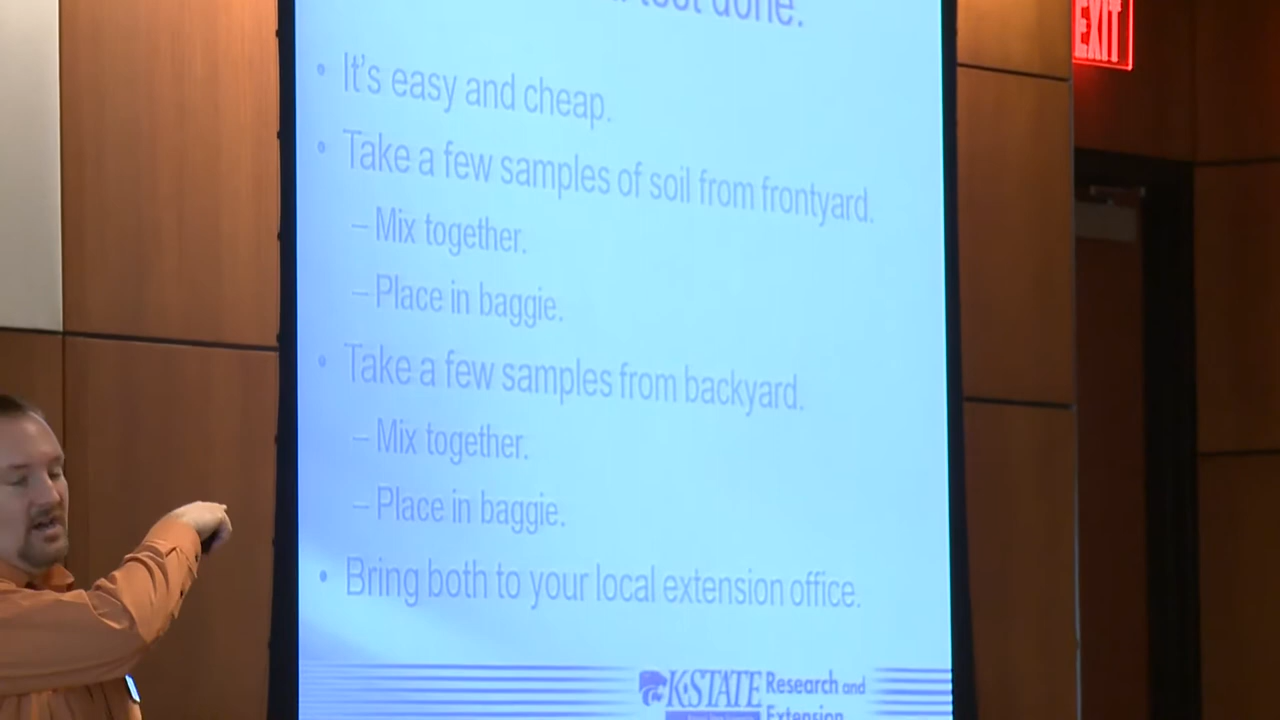 test done.
• It's easy and cheap.
• Take a few samples of soil from frontyard.
– Mix together.
– Place in baggie.
• Take a few samples from backyard.
– Mix together.
– Place in baggie.
• Bring both to your local extension office.
K-STATE
Research and
Extension
EXIT